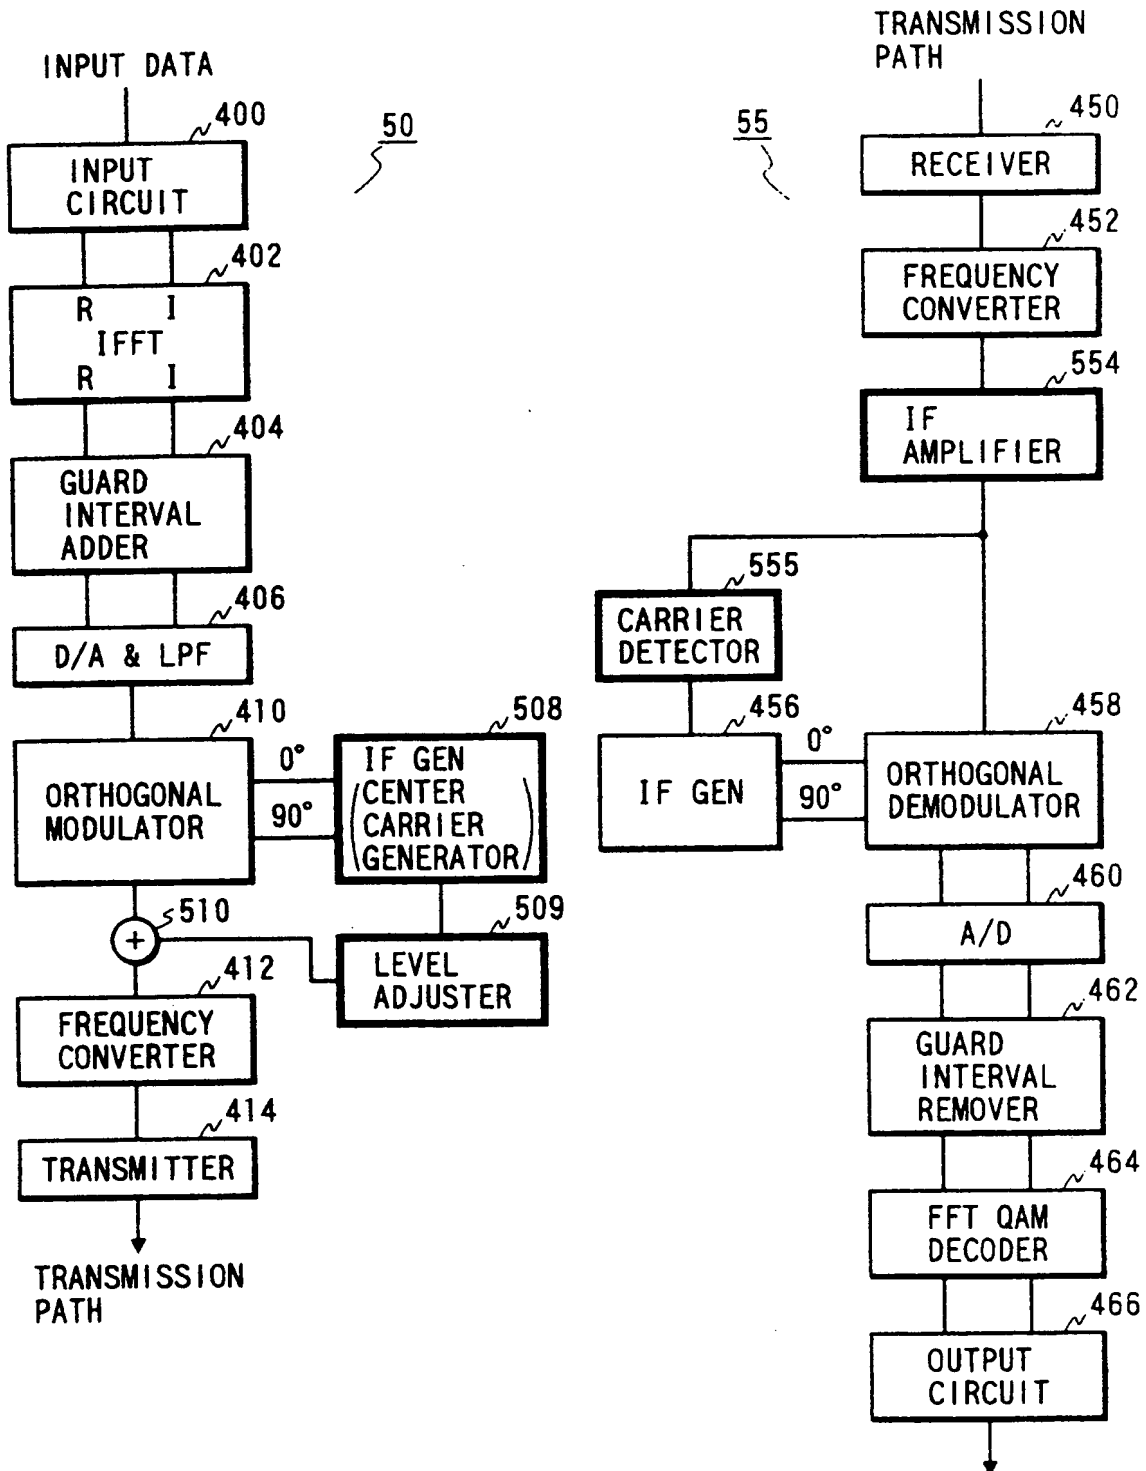 INPUT DATA
400
50
INPUT
CIRCUIT
402
R I
IFFT
R I
404
GUARD
INTERVAL
ADDER
406
D/A & LPF
410
ORTHOGONAL
MODULATOR
0°
90°
508
IF GEN
(CENTER
CARRIER
GENERATOR)
510
509
LEVEL
ADJUSTER
412
FREQUENCY
CONVERTER
414
TRANSMITTER
TRANSMISSION
PATH
TRANSMISSION
PATH
55
450
RECEIVER
452
FREQUENCY
CONVERTER
554
IF
AMPLIFIER
555
CARRIER
DETECTOR
456
IF GEN
0°
90°
458
ORTHOGONAL
DEMODULATOR
460
A/D
462
GUARD
INTERVAL
REMOVER
464
FFT QAM
DECODER
466
OUTPUT
CIRCUIT